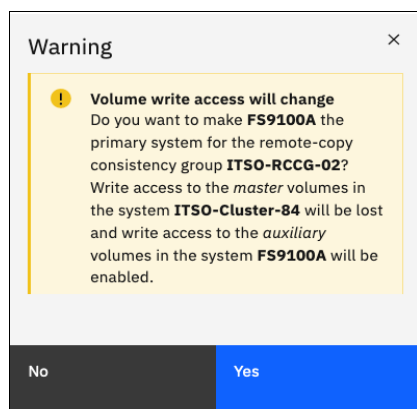 Warning
Volume write access will change
Do you want to make FS9100A the
primary system for the remote-copy
consistency group ITSO-RCCG-02?
Write access to the master volumes in
the system ITSO-Cluster-84 will be lost
and write access to the auxiliary
volumes in the system FS9100A will be
enabled.
No
Yes